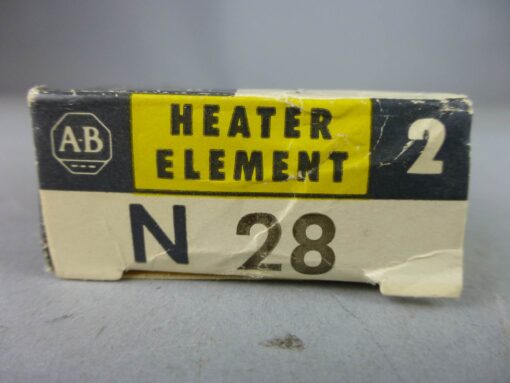 A-B
HEATER
ELEMENT
2
N 28